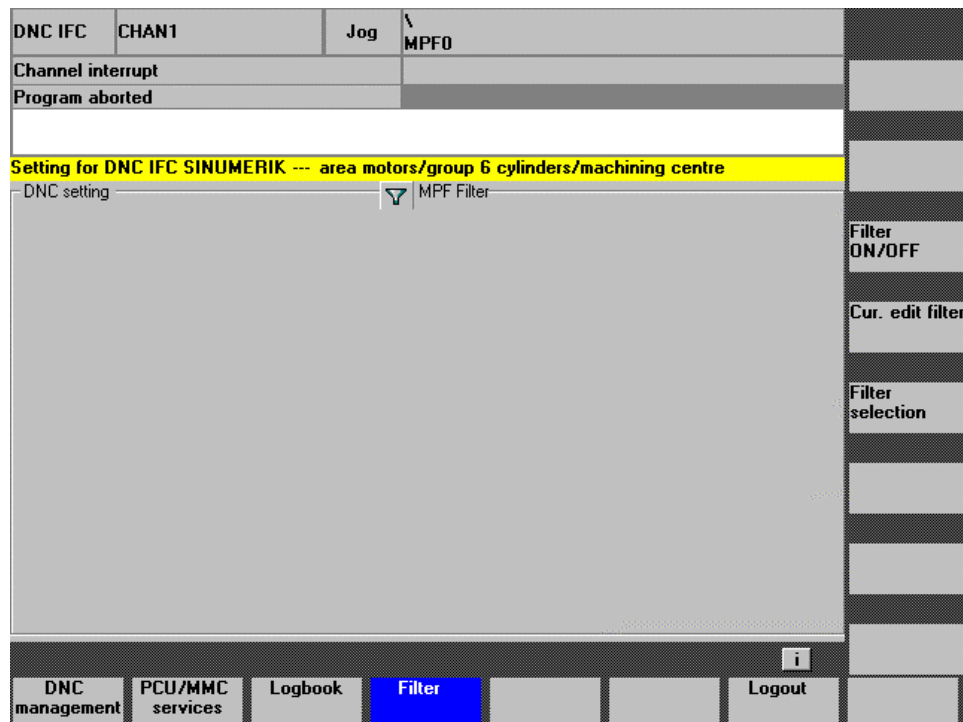 DNC IFC CHAN1 Jog \
MPF0
Channel interrupt
Program aborted
Setting for DNC IFC SINUMERIK --- area motors/group 6 cylinders/machining centre
DNC setting MPF Filter
Filter
ON/OFF
Cur. edit filter
Filter
selection
i
DNC
management
PCU/MMC
services
Logbook
Filter
Logout